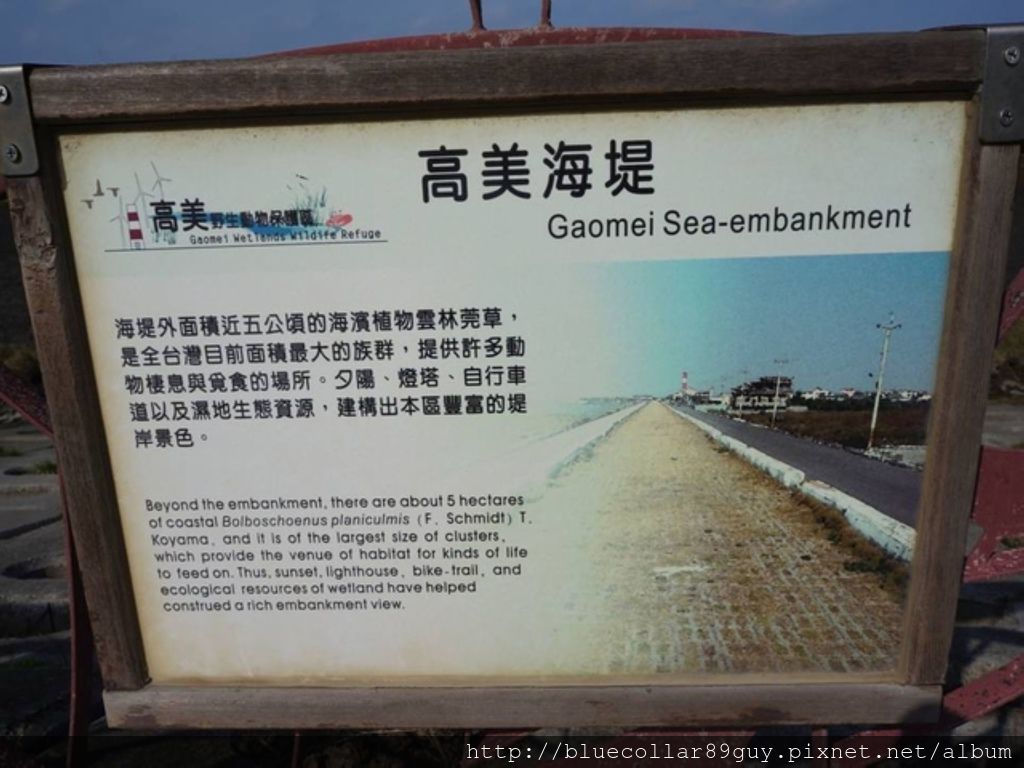 高美海堤
Gaomei Sea-embankment
高美野生動物保護區
Gaomei Wetlands Wildlife Refuge
海堤外面積近五公頃的海濱植物雲林莞草，
是全台灣目前面積最大的族群，提供許多動
物棲息與覓食的場所。夕陽、燈塔、自行車
道以及濕地生態資源，建構出本區豐富的堤
岸景色。
Beyond the embankment, there are about 5 hectares
of coastal Bolboschoenus planiculmis (F. Schmidt) T.
Koyama, and it is of the largest size of clusters,
which provide the venue of habitat for kinds of life
to feed on. Thus, sunset, lighthouse, bike-trail, and
ecological resources of wetland have helped
construed a rich embankment view.
http://bluecollar89guy.pixnet.net/album